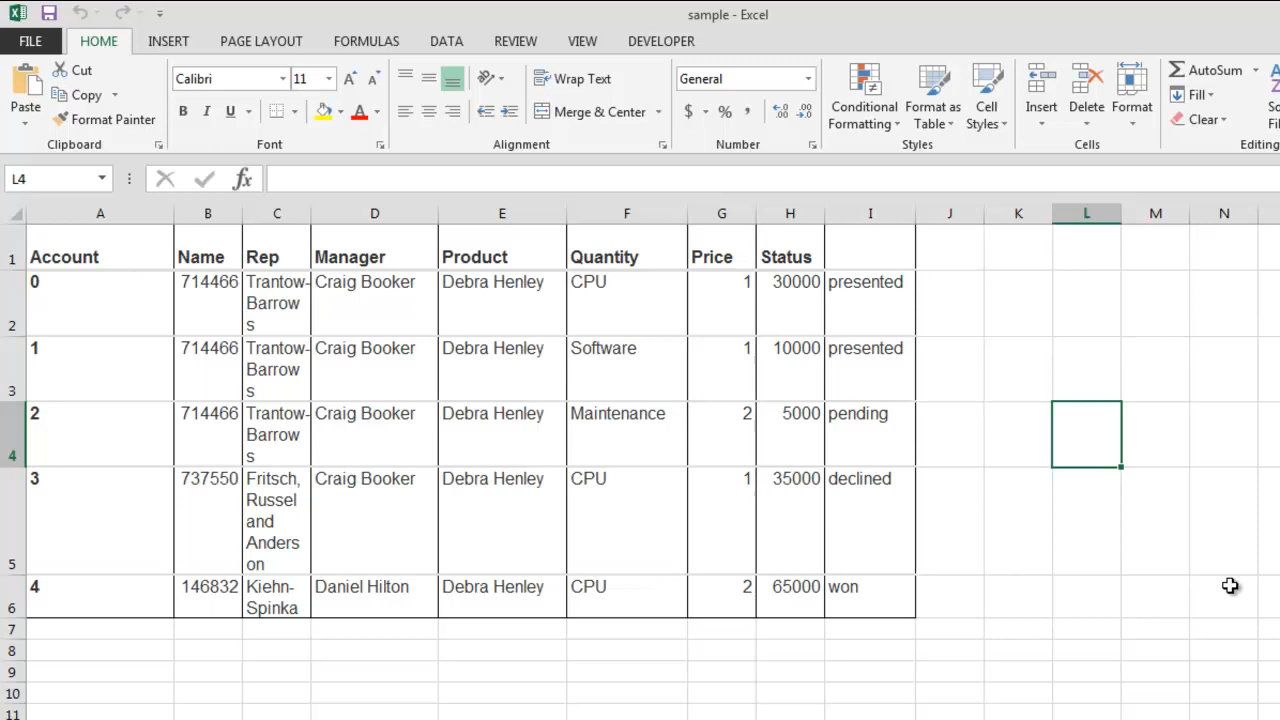 sample - Excel
FILE HOME INSERT PAGE LAYOUT FORMULAS DATA REVIEW VIEW DEVELOPER
Cut
Copy
Format Painter
Paste
Clipboard
Calibri 11
B I U
Font
Wrap Text
Merge & Center
Alignment
General
$ % ,
Number
Conditional Formatting
Format as Table
Cell Styles
Styles
Insert Delete Format
Cells
AutoSum
Fill
Clear
Editing
L4 fx
A B C D E F G H I J K L M N
1 Account Name Rep Manager Product Quantity Price Status
0 714466 Trantow- Craig Booker Debra Henley CPU 1 30000 presented
Barrow
2 s
1 714466 Trantow- Craig Booker Debra Henley Software 1 10000 presented
Barrow
3 s
2 714466 Trantow- Craig Booker Debra Henley Maintenance 2 5000 pending
Barrow
4 s
3 737550 Fritsch, Craig Booker Debra Henley CPU 1 35000 declined
Russel
and
Anders
5 on
4 146832 Kiehn- Daniel Hilton Debra Henley CPU 2 65000 won
6 Spinka
7
8
9
10
11